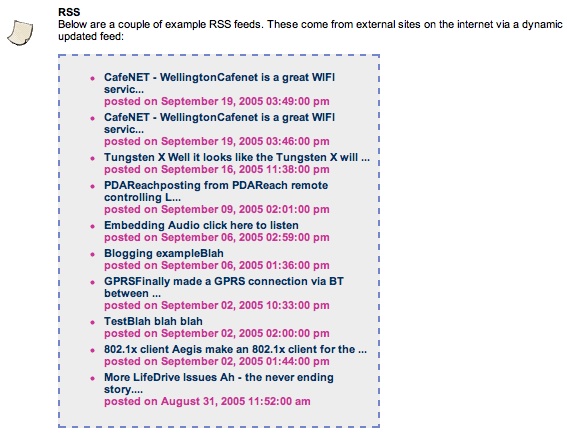 RSS
Below are a couple of example RSS feeds. These come from external sites on the internet via a dynamic
updated feed:
CafeNET - WellingtonCafenet is a great WIFI
servic...
posted on September 19, 2005 03:49:00 pm
CafeNET - WellingtonCafenet is a great WIFI
servic...
posted on September 19, 2005 03:46:00 pm
Tungsten X Well it looks like the Tungsten X will ...
posted on September 16, 2005 11:38:00 pm
PDAReachposting from PDAReach remote
controlling L...
posted on September 09, 2005 02:01:00 pm
Embedding Audio click here to listen
posted on September 06, 2005 02:59:00 pm
Blogging exampleBlah
posted on September 06, 2005 01:36:00 pm
GPRSFinally made a GPRS connection via BT
between ...
posted on September 02, 2005 10:33:00 pm
TestBlah blah blah
posted on September 02, 2005 02:00:00 pm
802.1x client Aegis make an 802.1x client for the ...
posted on September 02, 2005 01:44:00 pm
More LifeDrive Issues Ah - the never ending
story....
posted on August 31, 2005 11:52:00 am